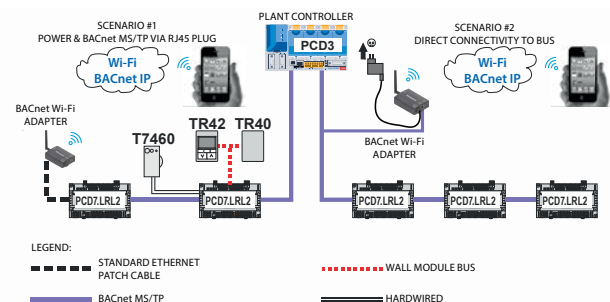 SCENARIO #1
POWER & BACnet MS/TP VIA RJ45 PLUG
PLANT CONTROLLER
SCENARIO #2
DIRECT CONNECTIVITY TO BUS
Wi-Fi
BACnet IP
PCD3
Wi-Fi
BACnet IP
BACnet Wi-Fi
ADAPTER
T7460
TR42
TR40
BACnet Wi-Fi
ADAPTER
PCD7.LRL2
PCD7.LRL2
PCD7.LRL2
PCD7.LRL2
PCD7.LRL2
LEGEND:
STANDARD ETHERNET
PATCH CABLE
WALL MODULE BUS
BACnet MS/TP
HARDWIRED